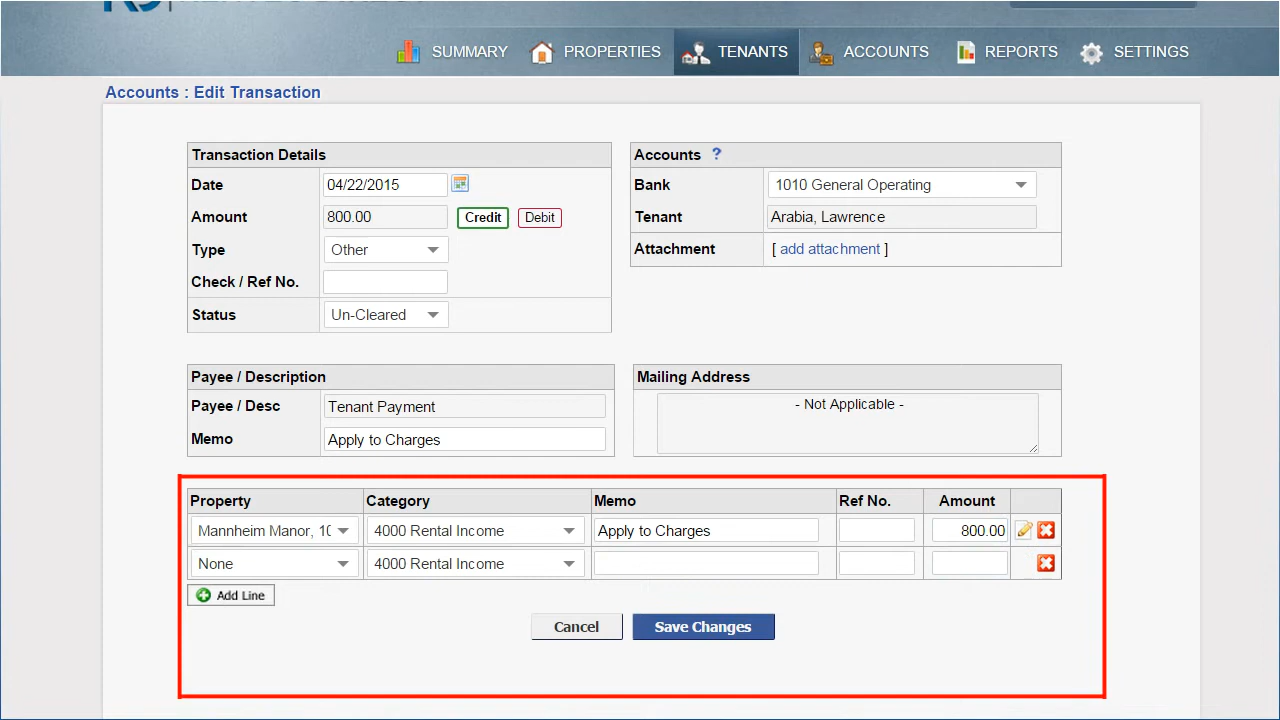 SUMMARY PROPERTIES TENANTS ACCOUNTS REPORTS SETTINGS
Accounts : Edit Transaction
Transaction Details
Date 04/22/2015
Amount 800.00 Credit Debit
Type Other
Check / Ref No.
Status Un-Cleared
Accounts ?
Bank 1010 General Operating
Tenant Arabia, Lawrence
Attachment [ add attachment ]
Payee / Description
Payee / Desc Tenant Payment
Memo Apply to Charges
Mailing Address
- Not Applicable -
Property Category Memo Ref No. Amount
Mannheim Manor, 10 4000 Rental Income Apply to Charges 800.00
None 4000 Rental Income
Add Line
Cancel Save Changes